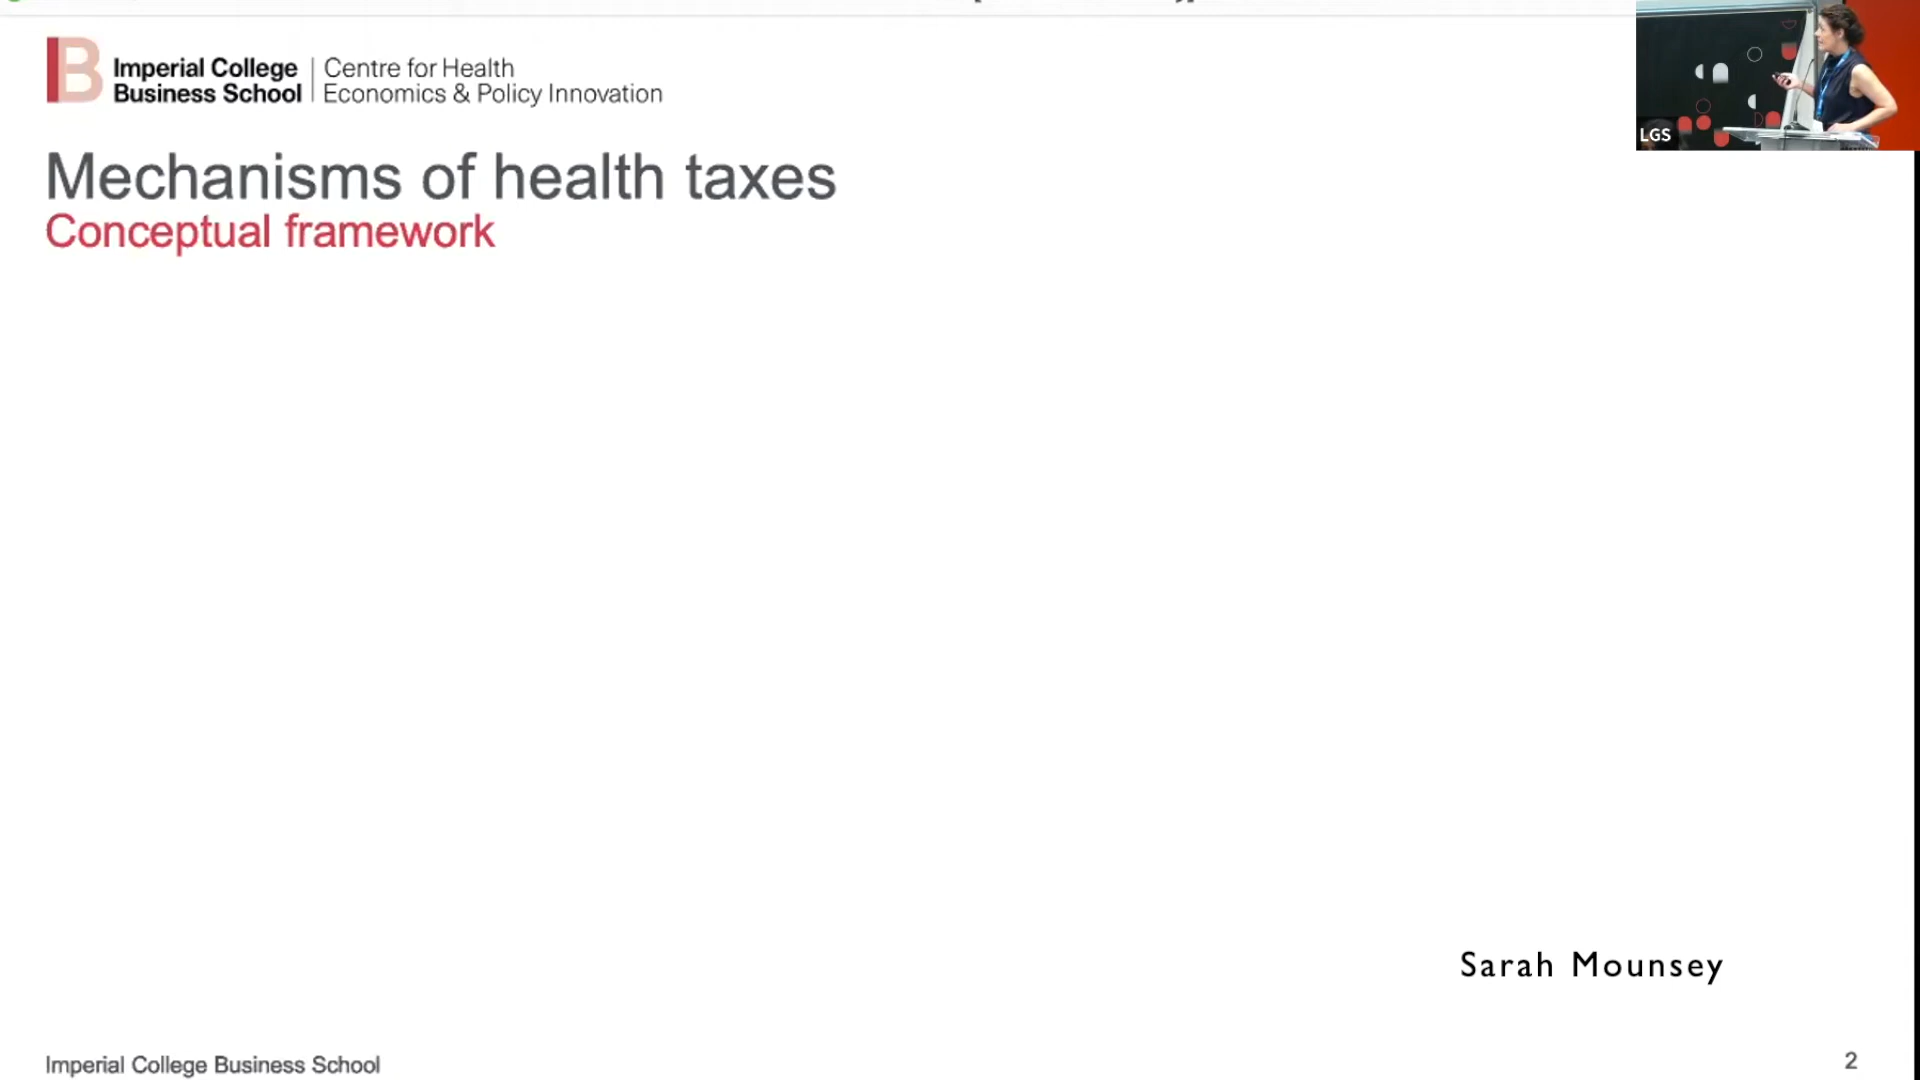 Imperial College
Business School
Centre for Health
Economics & Policy Innovation
LGS
Mechanisms of health taxes
Conceptual framework
Sarah Mounsey
Imperial College Business School
2